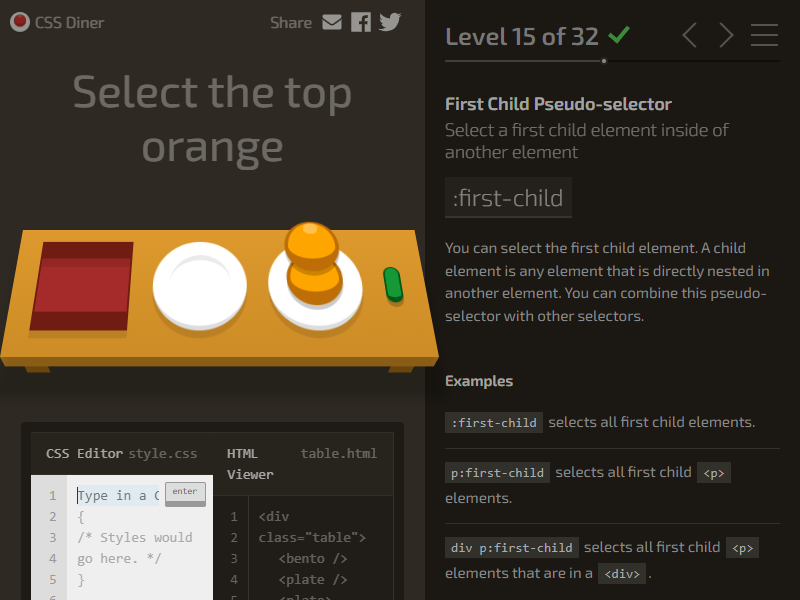 CSS Diner
Share
Select the top
orange
CSS Editor style.css
HTML
Viewer
table.html
1
2
3
4
5
6
Type in a C
enter
{
/* Styles would
go here. */
}
1 <div
2 class="table">
3 <bento />
4 <plate />
5 <plate>
Level 15 of 32
First Child Pseudo-selector
Select a first child element inside of
another element
:first-child
You can select the first child element. A child
element is any element that is directly nested in
another element. You can combine this pseudo-
selector with other selectors.
Examples
:first-child selects all first child elements.
p:first-child selects all first child <p>
elements.
div p:first-child selects all first child <p>
elements that are in a <div> .